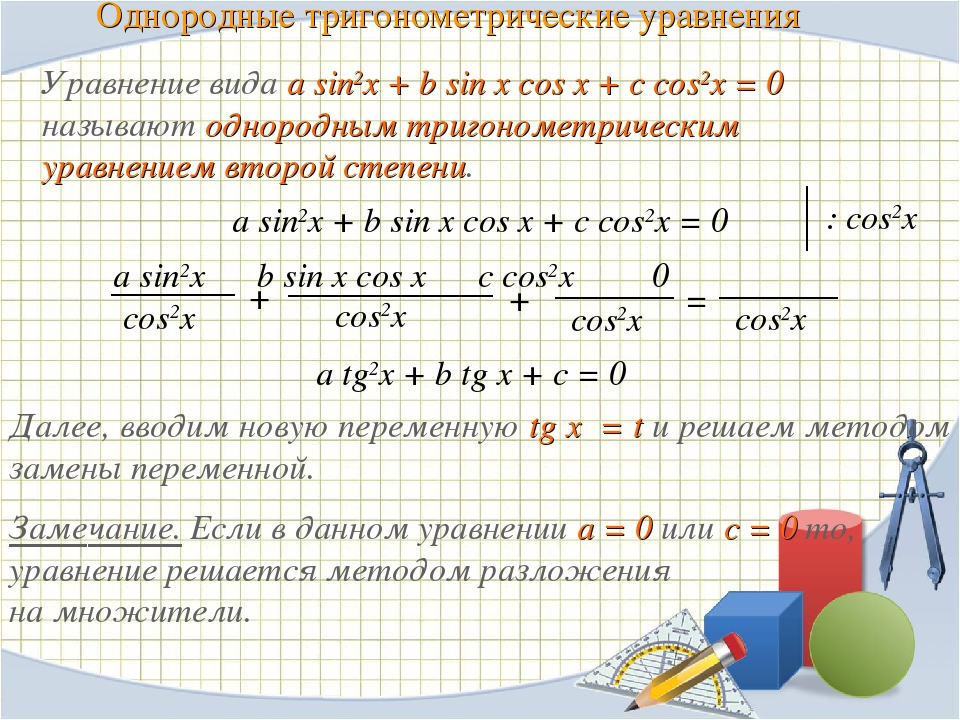 Однородные тригонометрические уравнения
Уравнение вида a sin²x + b sin x cos x + c cos²x = 0
называют однородным тригонометрическим
уравнением второй степени.
a sin²x + b sin x cos x + c cos²x = 0 : cos²x
a sin²x b sin x cos x c cos²x 0
+ + =
cos²x cos²x cos²x cos²x
a tg²x + b tg x + c = 0
Далее, вводим новую переменную tg x = t и решаем методом
замены переменной.
Замечание. Если в данном уравнении a = 0 или c = 0 то,
уравнение решается методом разложения
на множители.